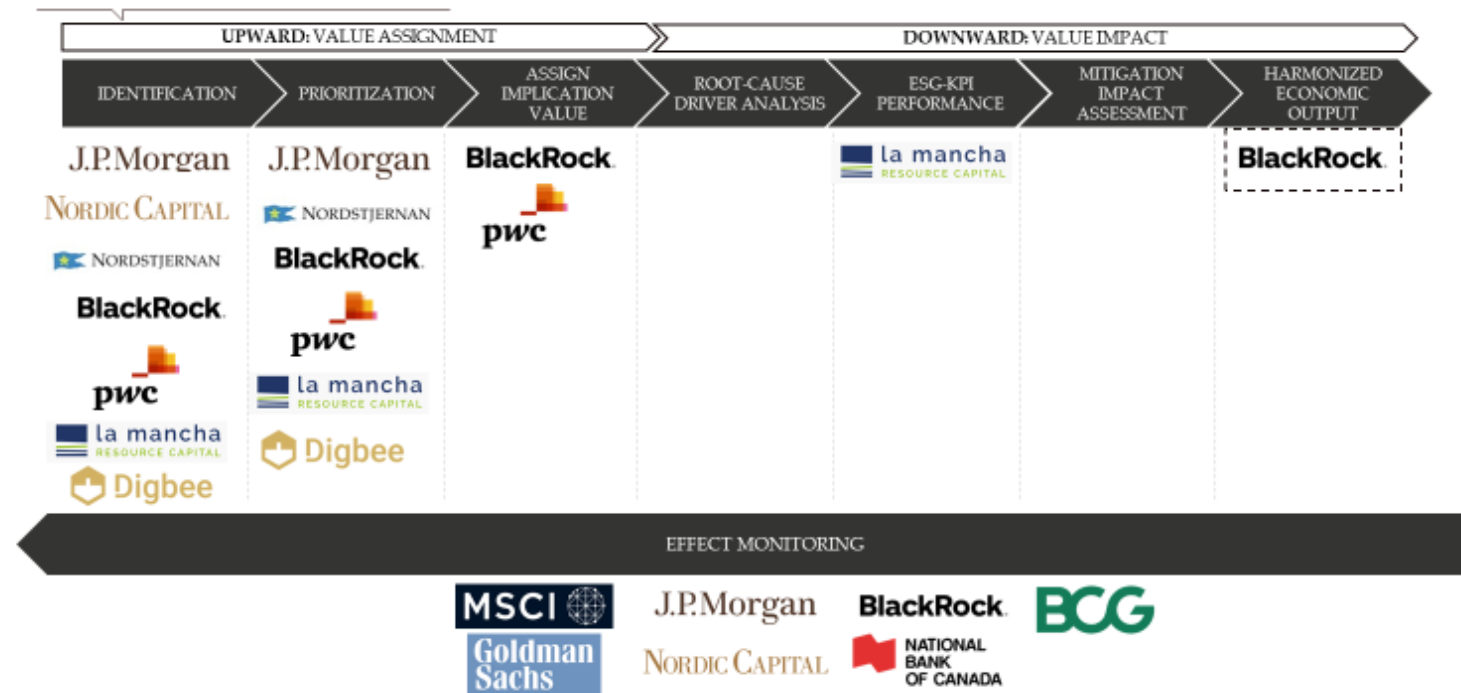 UPWARD: VALUE ASSIGNMENT
DOWNWARD: VALUE IMPACT
IDENTIFICATION
PRIORITIZATION
ASSIGN
IMPLICATION
VALUE
ROOT-CAUSE
DRIVER ANALYSIS
ESG-KPI
PERFORMANCE
MITIGATION
IMPACT
ASSESSMENT
HARMONIZED
ECONOMIC
OUTPUT
J.P.Morgan
NORDIC CAPITAL
NORDSTJERNAN
BlackRock.
pwc
la mancha
RESOURCE CAPITAL
Digbee
J.P.Morgan
NORDSTJERNAN
BlackRock.
pwc
la mancha
RESOURCE CAPITAL
Digbee
BlackRock.
pwc
la mancha
RESOURCE CAPITAL
BlackRock.
EFFECT MONITORING
MSCI
Goldman
Sachs
J.P.Morgan
NORDIC CAPITAL
BlackRock.
NATIONAL
BANK
OF CANADA
BCG